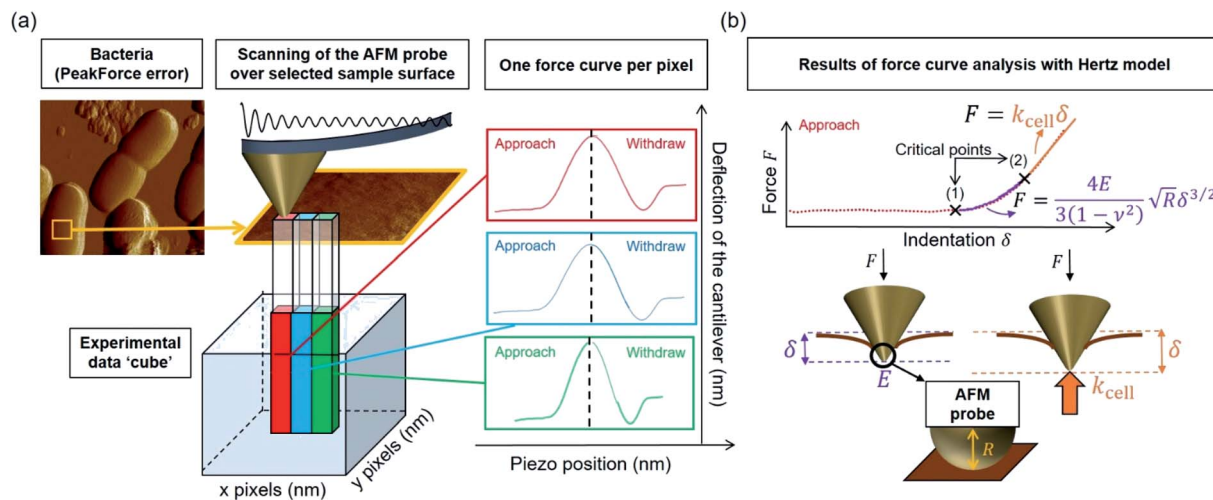 (a)
Bacteria
(PeakForce error)
Scanning of the AFM probe
over selected sample surface
One force curve per pixel
Approach
Withdraw
Approach
Withdraw
Approach
Withdraw
Deflection of the cantilever (nm)
Piezo position (nm)
Experimental
data ‘cube’
x pixels (nm)
y pixels (nm)
(b)
Results of force curve analysis with Hertz model
Force F
Approach
Critical points
(1)
(2)
F = k_cell δ
F = 4E/3(1 − ν²) √R δ^3/2
Indentation δ
F
F
δ
E
δ
k_cell
AFM
probe
R